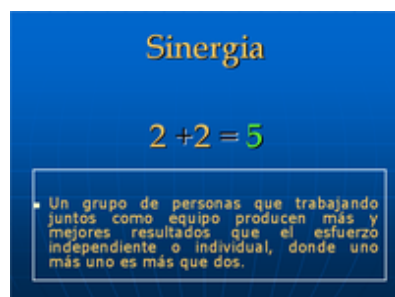 Sinergia
2 +2 = 5
Un grupo de personas que trabajando
juntos como equipo producen más y
mejores resultados que el esfuerzo
independiente o individual, donde uno
más uno es más que dos.